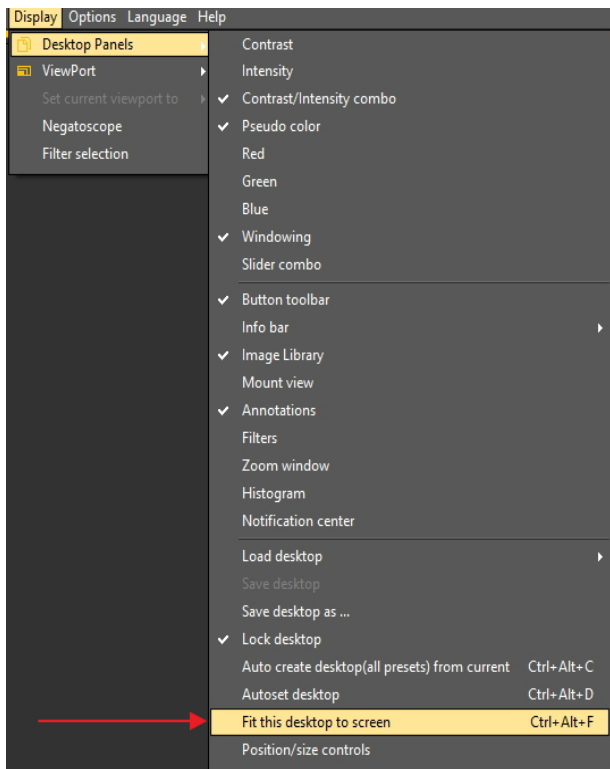 Display Options Language Help
Desktop Panels
ViewPort
Set current viewport to
Negatoscope
Filter selection
Contrast
Intensity
Contrast/Intensity combo
Pseudo color
Red
Green
Blue
Windowing
Slider combo
Button toolbar
Info bar
Image Library
Mount view
Annotations
Filters
Zoom window
Histogram
Notification center
Load desktop
Save desktop
Save desktop as ...
Lock desktop
Auto create desktop(all presets) from current Ctrl+Alt+C
Autoset desktop Ctrl+Alt+D
Fit this desktop to screen Ctrl+Alt+F
Position/size controls